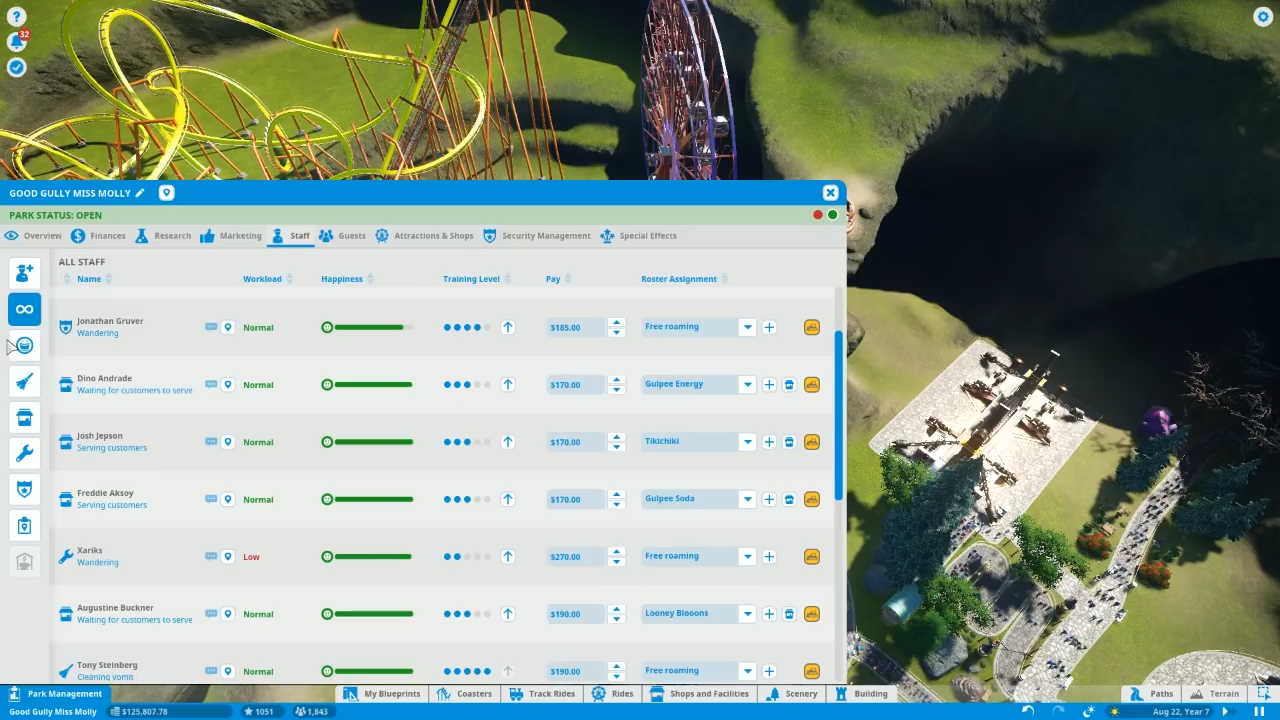 ?
32
GOOD GULLY MISS MOLLY
PARK STATUS: OPEN
Overview Finances Research Marketing Staff Guests Attractions & Shops Security Management Special Effects
ALL STAFF
Name Workload Happiness Training Level Pay Roster Assignment
Jonathan Gruver
Wandering
Normal $185.00 Free roaming
Dino Andrade
Waiting for customers to serve
Normal $170.00 Gulpee Energy
Josh Jepson
Serving customers
Normal $170.00 Tikichiki
Freddie Aksoy
Serving customers
Normal $170.00 Gulpee Soda
Xariks
Wandering
Low $270.00 Free roaming
Augustine Buckner
Waiting for customers to serve
Normal $190.00 Looney Blooons
Tony Steinberg
Cleaning vomit
Normal $190.00 Free roaming
Park Management My Blueprints Coasters Track Rides Rides Shops and Facilities Scenery Building Paths Terrain
Good Gully Miss Molly $125,807.78 1051 1,843 Aug 22, Year 7